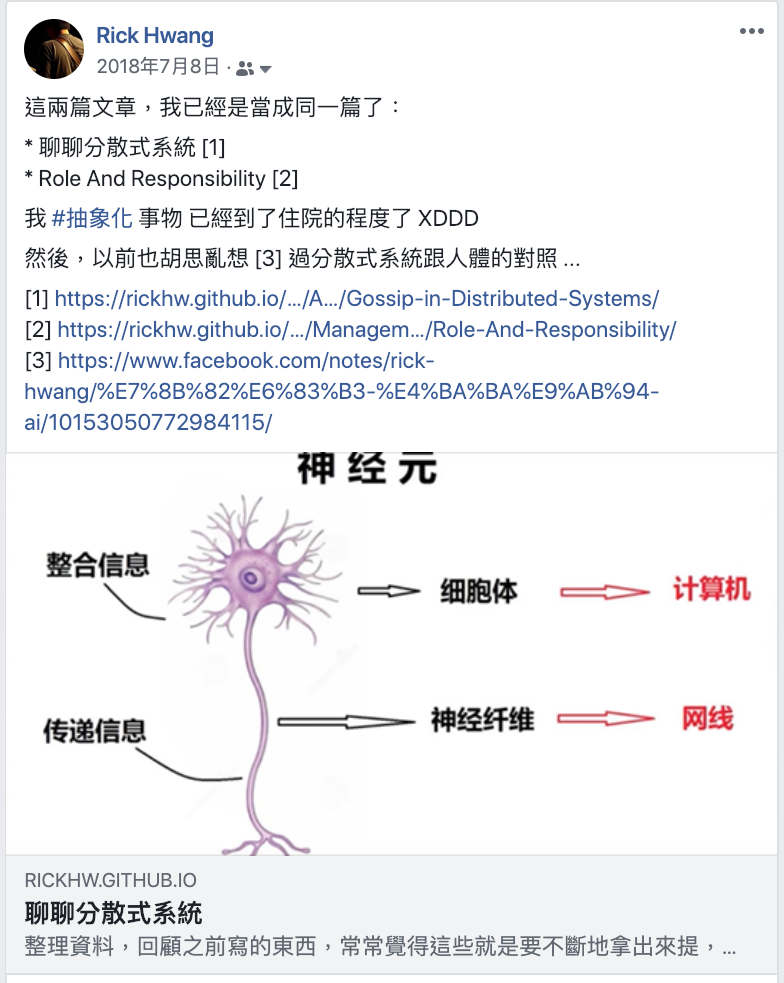 Rick Hwang
2018年7月8日 ·
這兩篇文章，我已經是當成同一篇了：
* 聊聊分散式系統 [1]
* Role And Responsibility [2]
我 #抽象化 事物 已經到了住院的程度了 XDDD
然後，以前也胡思亂想 [3] 過分散式系統跟人體的對照 ...
[1] https://rickhw.github.io/.../A.../Gossip-in-Distributed-Systems/
[2] https://rickhw.github.io/.../Managem.../Role-And-Responsibility/
[3] https://www.facebook.com/notes/rick-
hwang/%E7%8B%82%E6%83%B3-%E4%BA%BA%E9%AB%94-
ai/10153050772984115/
神经元
整合信息
细胞体
计算机
传递信息
神经纤维
网线
RICKHW.GITHUB.IO
聊聊分散式系統
整理資料，回顧之前寫的東西，常常覺得這些就是要不斷地拿出來提，...